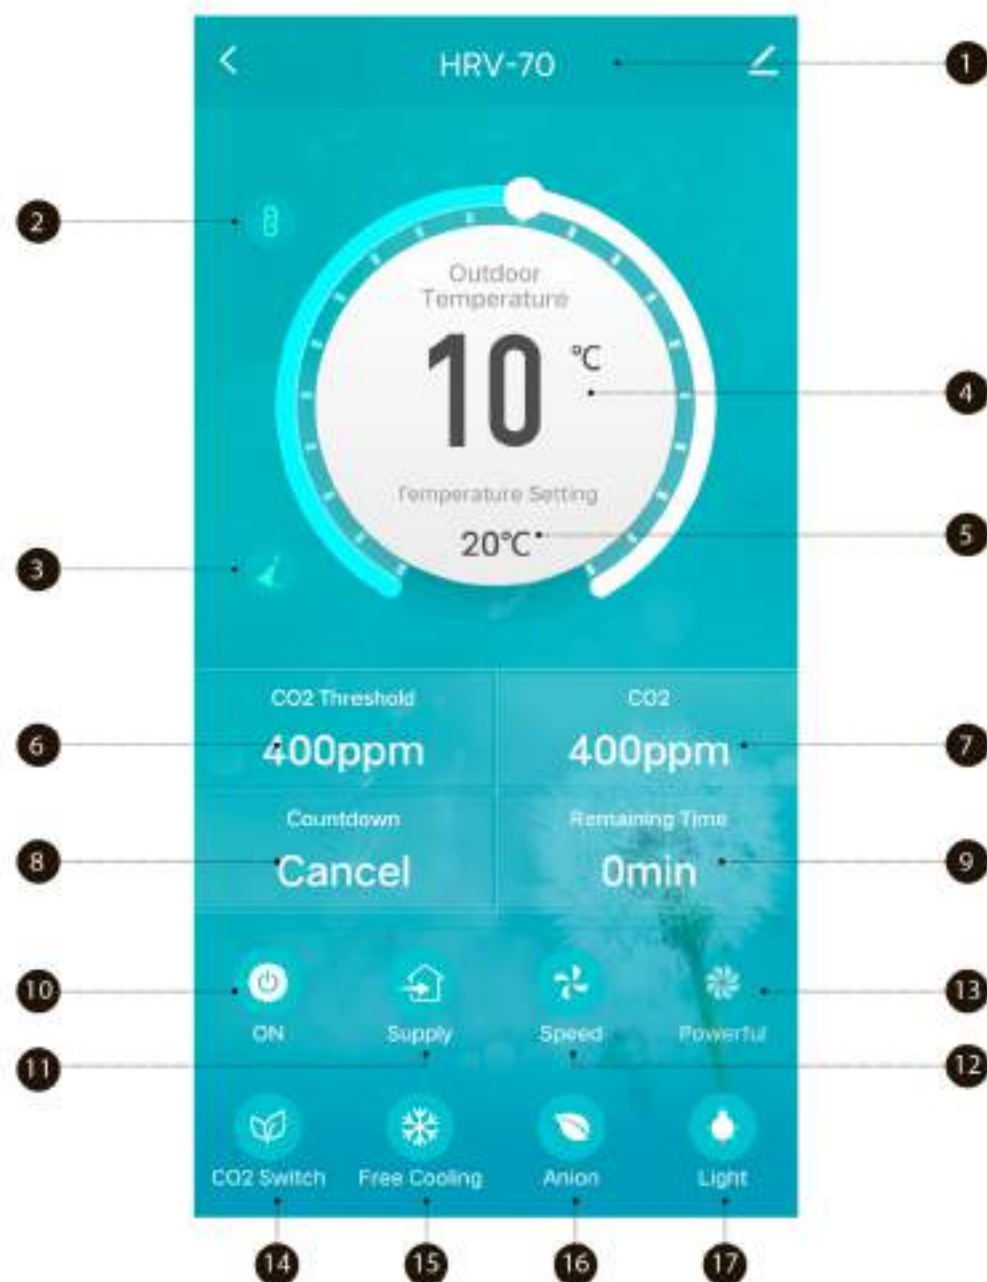 HRV-70
1
2
Outdoor
Temperature
10 °C
4
Temperature Setting
20°C
5
3
CO2 Threshold
CO2
6
400ppm
400ppm
7
Countdown
Remaining Time
8
Cancel
0min
9
10
13
ON
Supply
Speed
Powerful
11
12
CO2 Switch
Free Cooling
Anion
Light
14
15
16
17